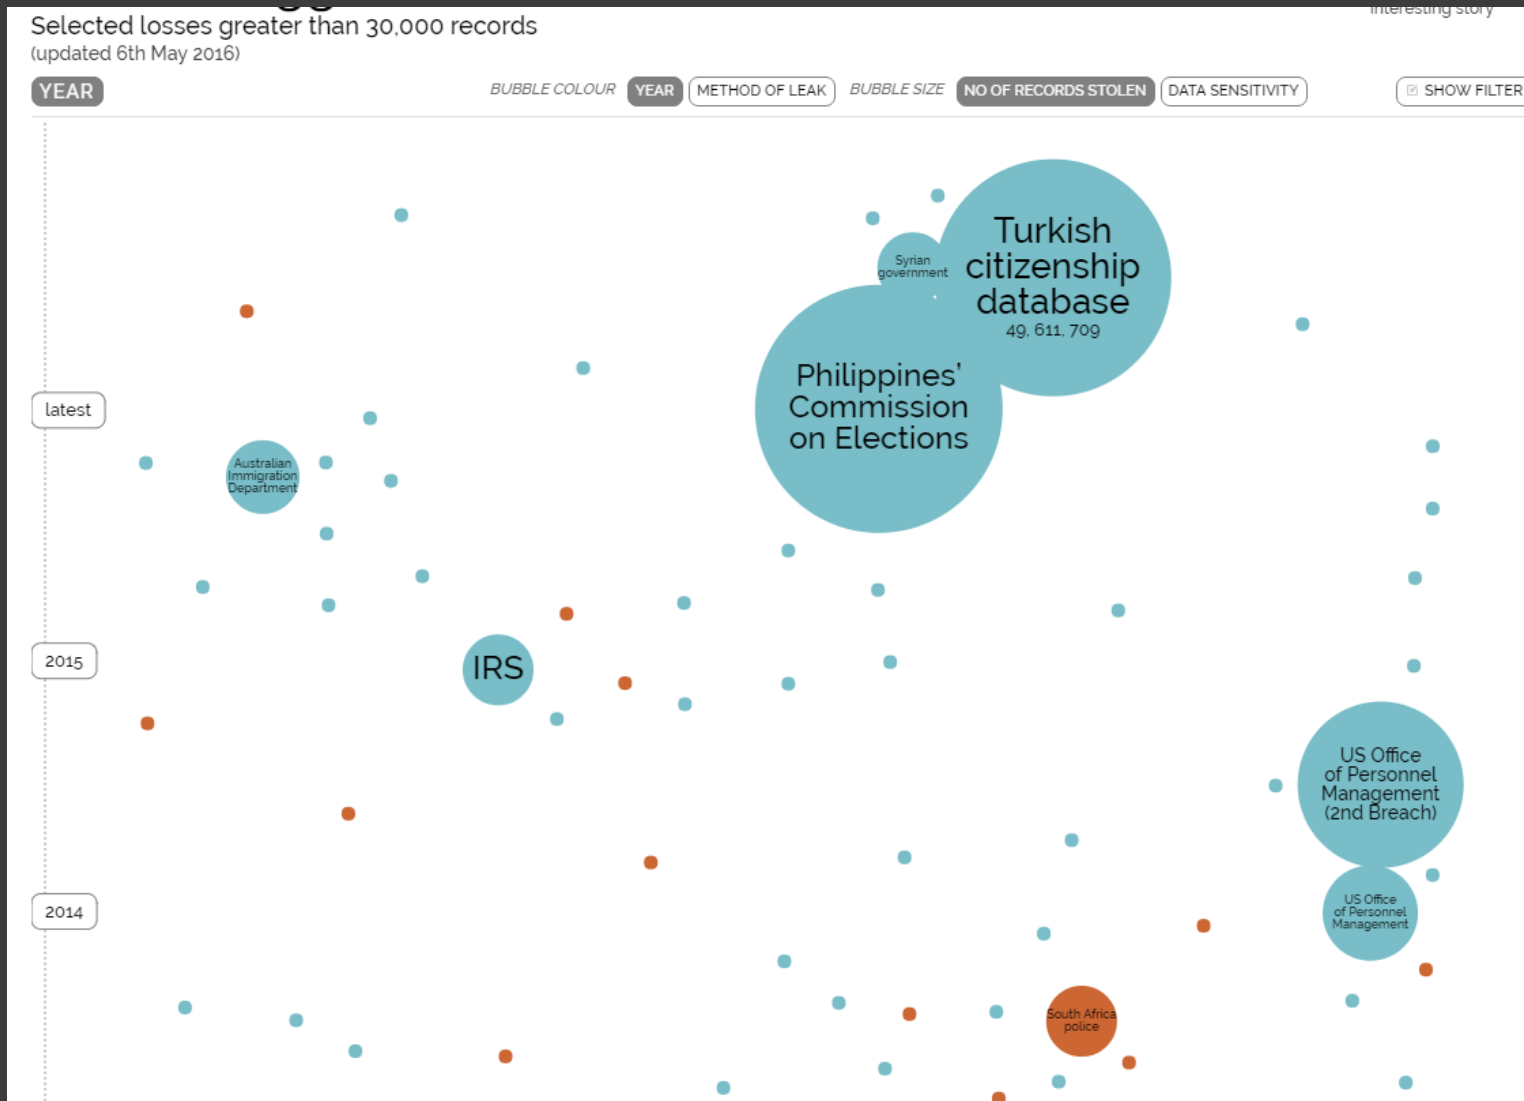 interesting story
Selected losses greater than 30,000 records
(updated 6th May 2016)
YEAR
BUBBLE COLOUR YEAR METHOD OF LEAK BUBBLE SIZE NO OF RECORDS STOLEN DATA SENSITIVITY SHOW FILTER
Turkish
citizenship
database
49, 611, 709
Syrian
government
Philippines’
Commission
on Elections
latest
Australian
Immigration
Department
2015
IRS
US Office
of Personnel
Management
(2nd Breach)
2014
US Office
of Personnel
Management
South Africa
police